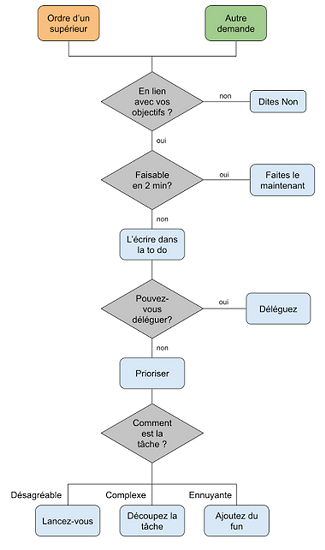 Ordre d'un
supérieur
Autre
demande
En lien
avec vos
objectifs ?
non
Dites Non
oui
Faisable
en 2 min?
oui
Faites le
maintenant
non
L'écrire dans
la to do
Pouvez-
vous
déléguer?
oui
Déléguez
non
Prioriser
Comment
est la
tâche ?
Désagréable
Complexe
Ennuyante
Lancez-vous
Découpez la
tâche
Ajoutez du
fun